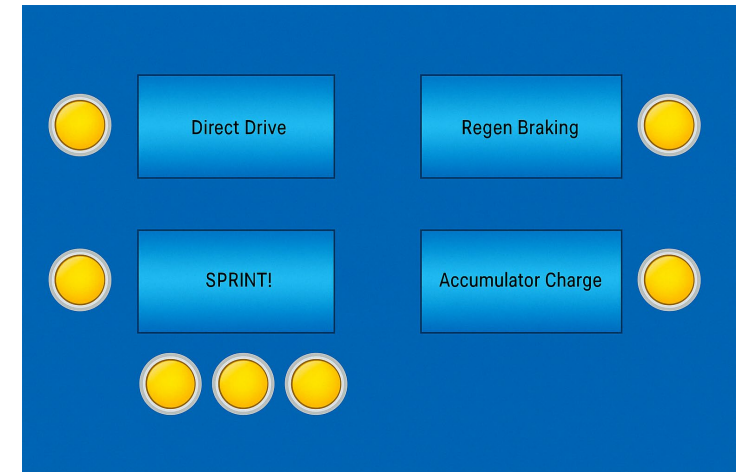 Direct Drive
Regen Braking
SPRINT!
Accumulator Charge